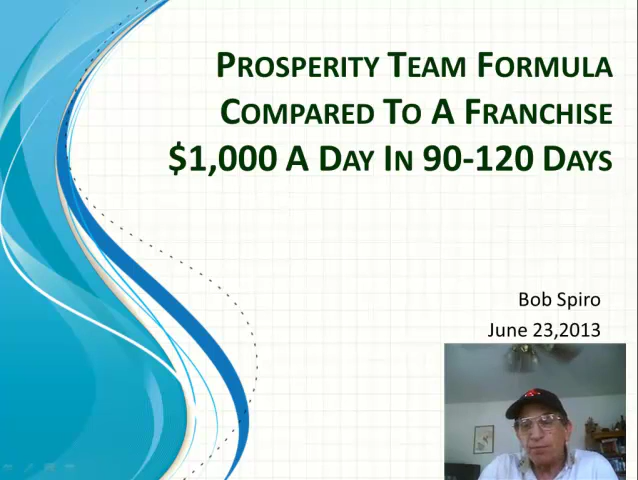 Prosperity Team Formula
Compared To A Franchise
$1,000 A Day In 90-120 Days
Bob Spiro
June 23,2013